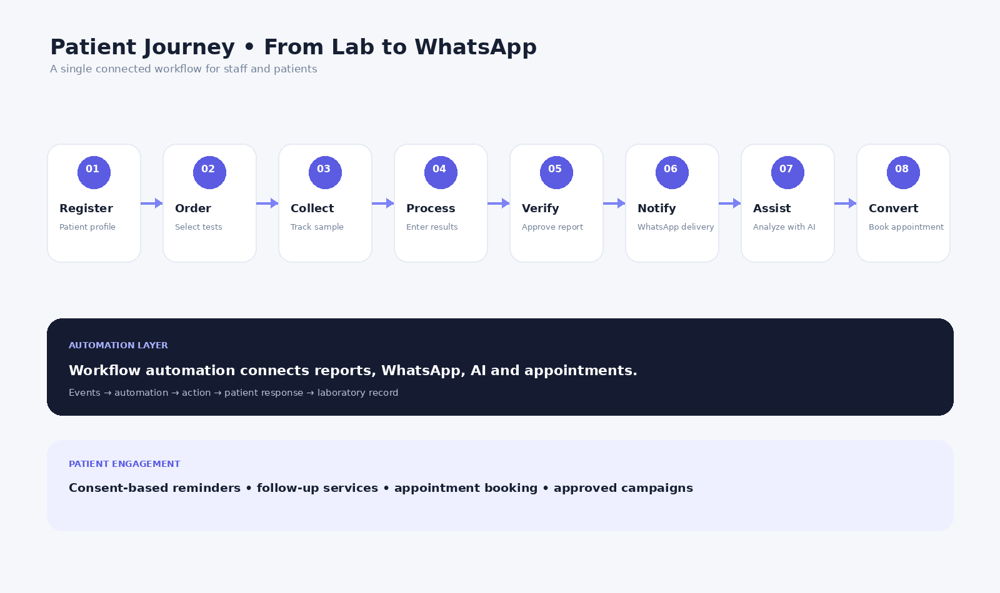 Patient Journey • From Lab to WhatsApp
A single connected workflow for staff and patients
01
Register
Patient profile
02
Order
Select tests
03
Collect
Track sample
04
Process
Enter results
05
Verify
Approve report
06
Notify
WhatsApp delivery
07
Assist
Analyze with AI
08
Convert
Book appointment
AUTOMATION LAYER
Workflow automation connects reports, WhatsApp, AI and appointments.
Events → automation → action → patient response → laboratory record
PATIENT ENGAGEMENT
Consent-based reminders • follow-up services • appointment booking • approved campaigns